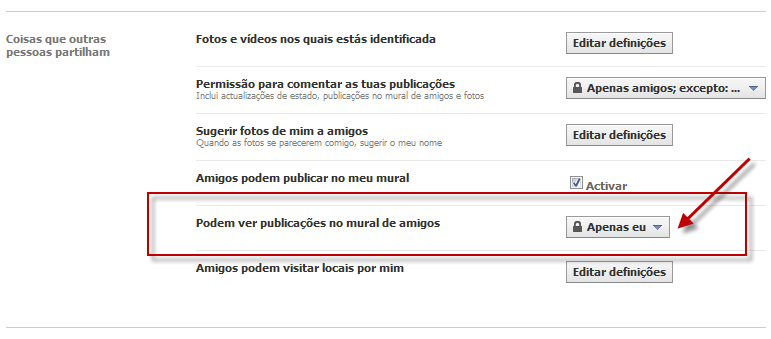 Coisas que outras
pessoas partilham
Fotos e vídeos nos quais estás identificada
Editar definições
Permissão para comentar as tuas publicações
Inclui actualizações de estado, publicações no mural de amigos e fotos
Apenas amigos; excepto: ...
Sugerir fotos de mim a amigos
Quando as fotos se parecerem comigo, sugerir o meu nome
Editar definições
Amigos podem publicar no meu mural
Activar
Podem ver publicações no mural de amigos
Apenas eu
Amigos podem visitar locais por mim
Editar definições